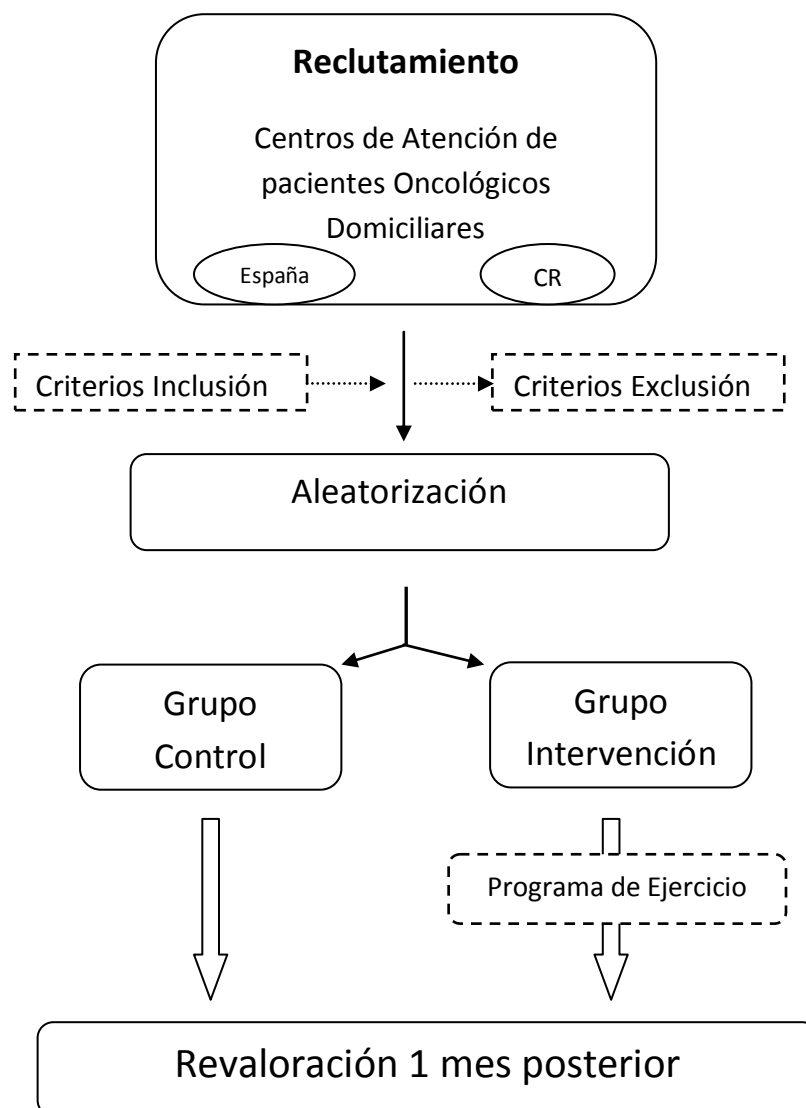 Reclutamiento
Centros de Atención de
pacientes Oncológicos
Domiciliares
España
CR
Criterios Inclusión
Criterios Exclusión
Aleatorización
Grupo
Control
Grupo
Intervención
Programa de Ejercicio
Revaloración 1 mes posterior